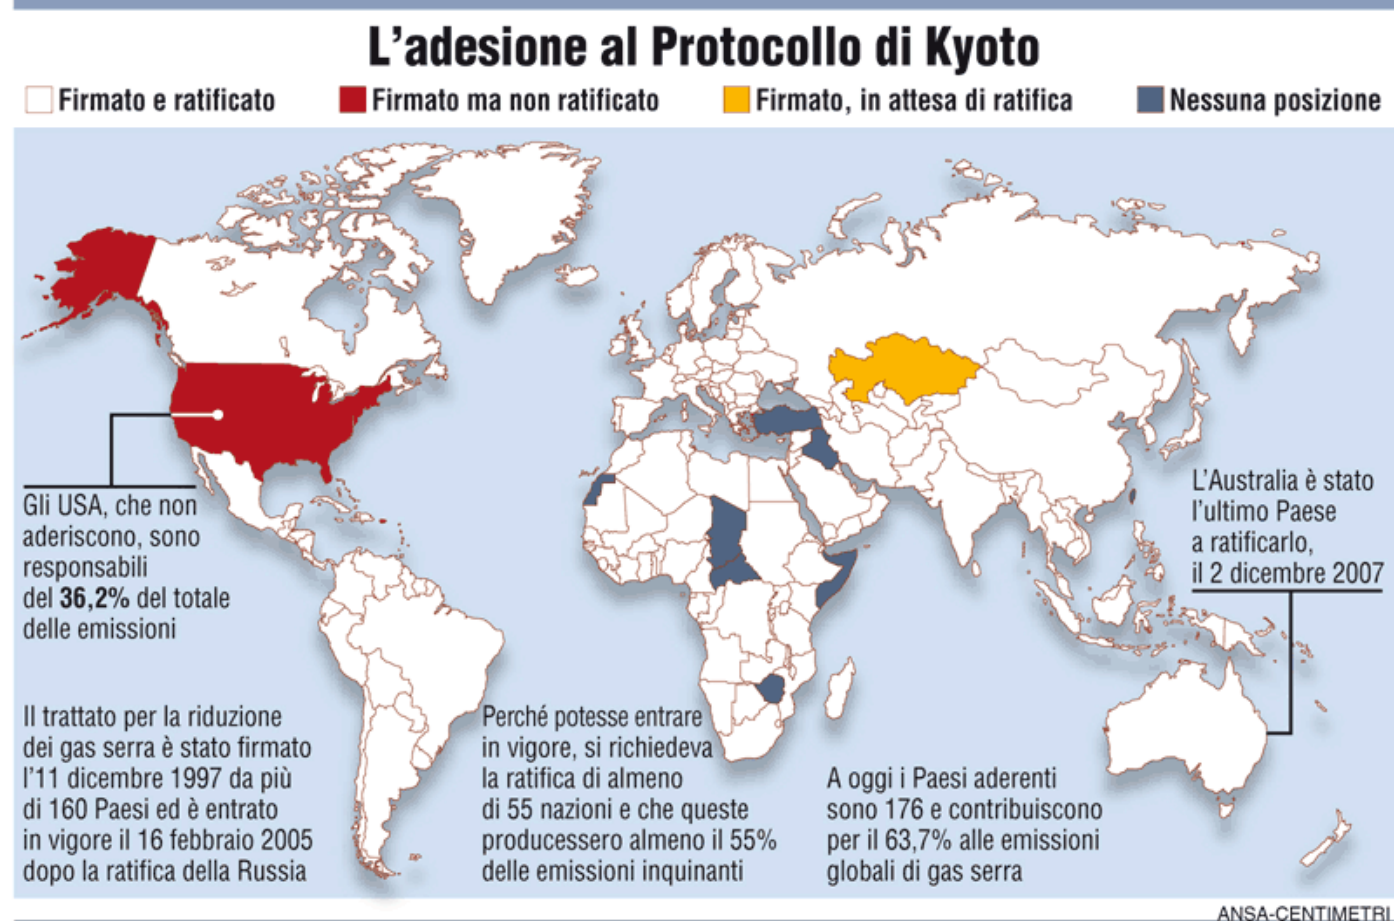 L'adesione al Protocollo di Kyoto
Firmato e ratificato
Firmato ma non ratificato
Firmato, in attesa di ratifica
Nessuna posizione
Gli USA, che non
aderiscono, sono
responsabili
del 36,2% del totale
delle emissioni
L'Australia è stato
l'ultimo Paese
a ratificarlo,
il 2 dicembre 2007
Il trattato per la riduzione
dei gas serra è stato firmato
l'11 dicembre 1997 da più
di 160 Paesi ed è entrato
in vigore il 16 febbraio 2005
dopo la ratifica della Russia
Perché potesse entrare
in vigore, si richiedeva
la ratifica di almeno
di 55 nazioni e che queste
producessero almeno il 55%
delle emissioni inquinanti
A oggi i Paesi aderenti
sono 176 e contribuiscono
per il 63,7% alle emissioni
globali di gas serra
ANSA-CENTIMETRI